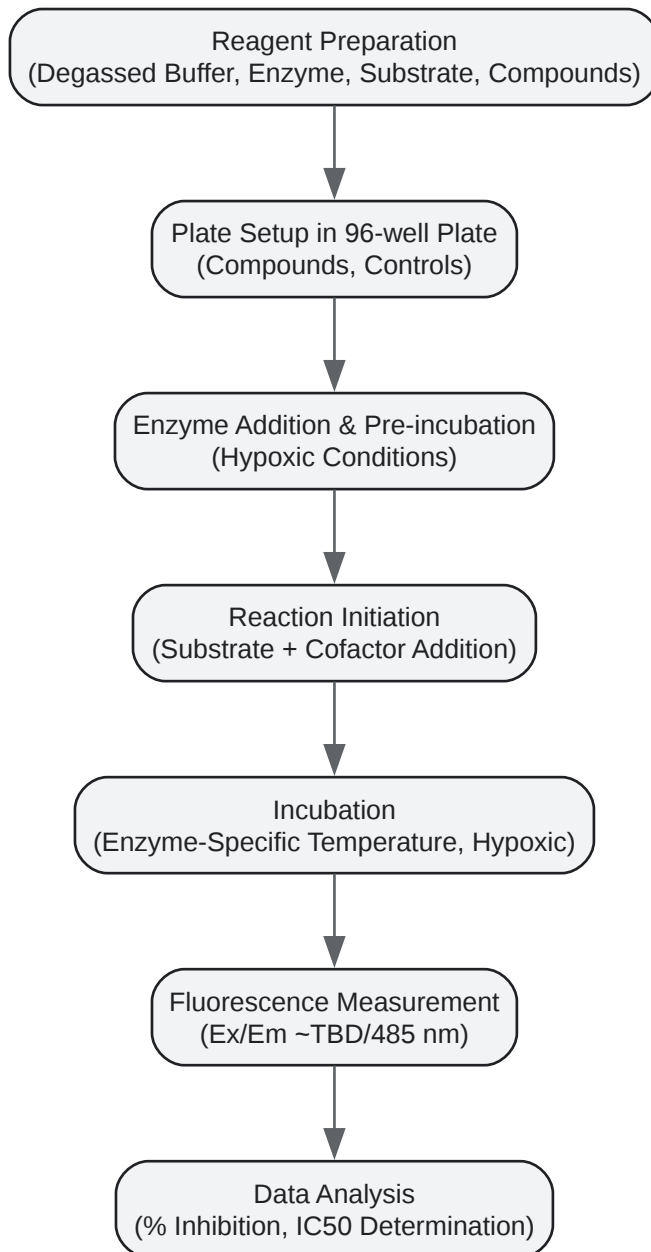 Reagent Preparation
(Degassed Buffer, Enzyme, Substrate, Compounds)
Plate Setup in 96-well Plate
(Compounds, Controls)
Enzyme Addition & Pre-incubation
(Hypoxic Conditions)
Reaction Initiation
(Substrate + Cofactor Addition)
Incubation
(Enzyme-Specific Temperature, Hypoxic)
Fluorescence Measurement
(Ex/Em ~TBD/485 nm)
Data Analysis
(% Inhibition, IC50 Determination)